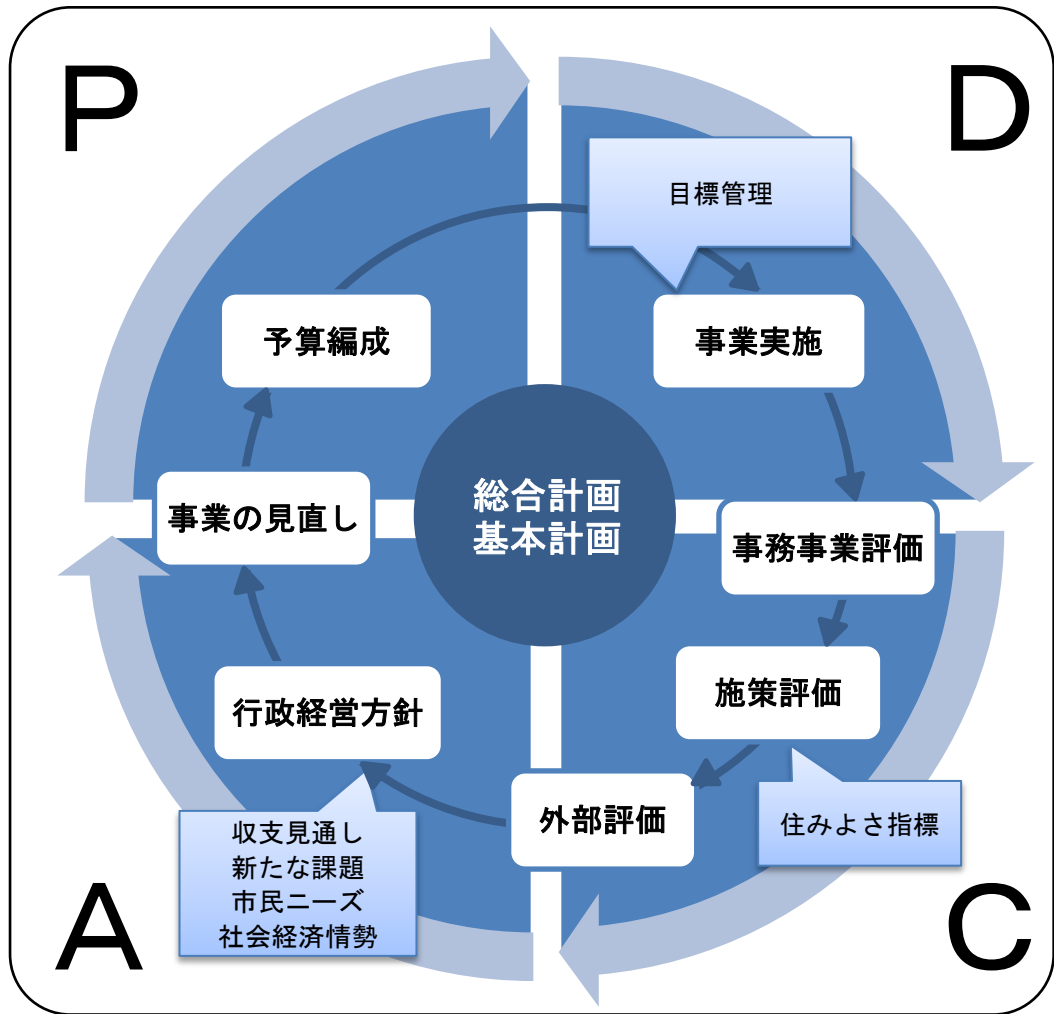 P
D
目標管理
予算編成
事業実施
総合計画
基本計画
事業の見直し
事務事業評価
行政経営方針
施策評価
外部評価
住みよさ指標
収支見通し
新たな課題
市民ニーズ
社会経済情勢
A
C